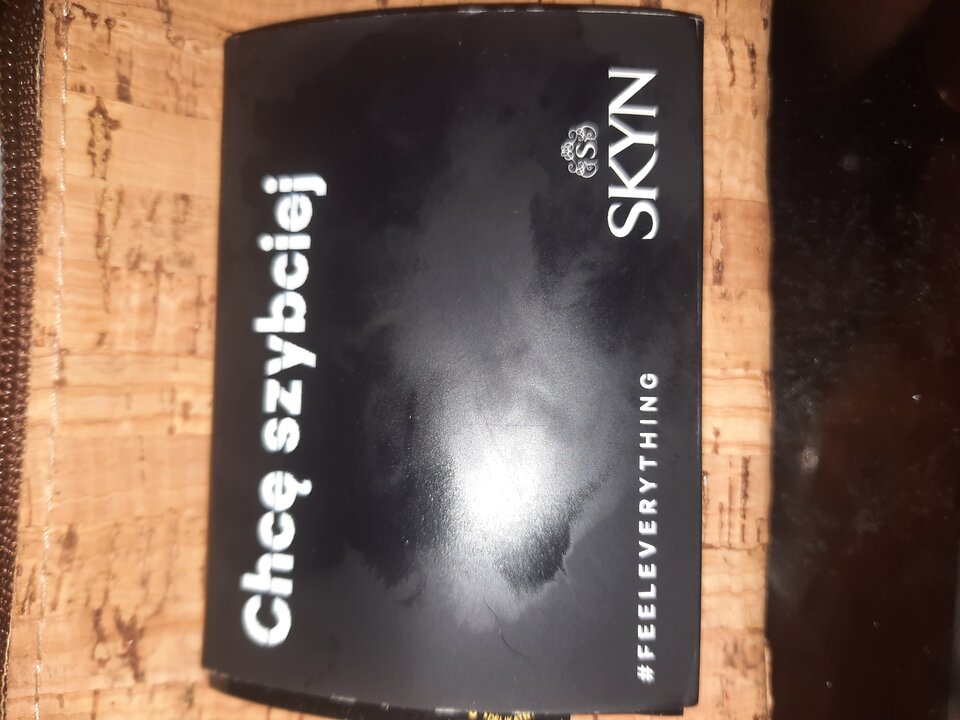 Chcę szybciej
#FEELEVERYTHING
S
SKYN